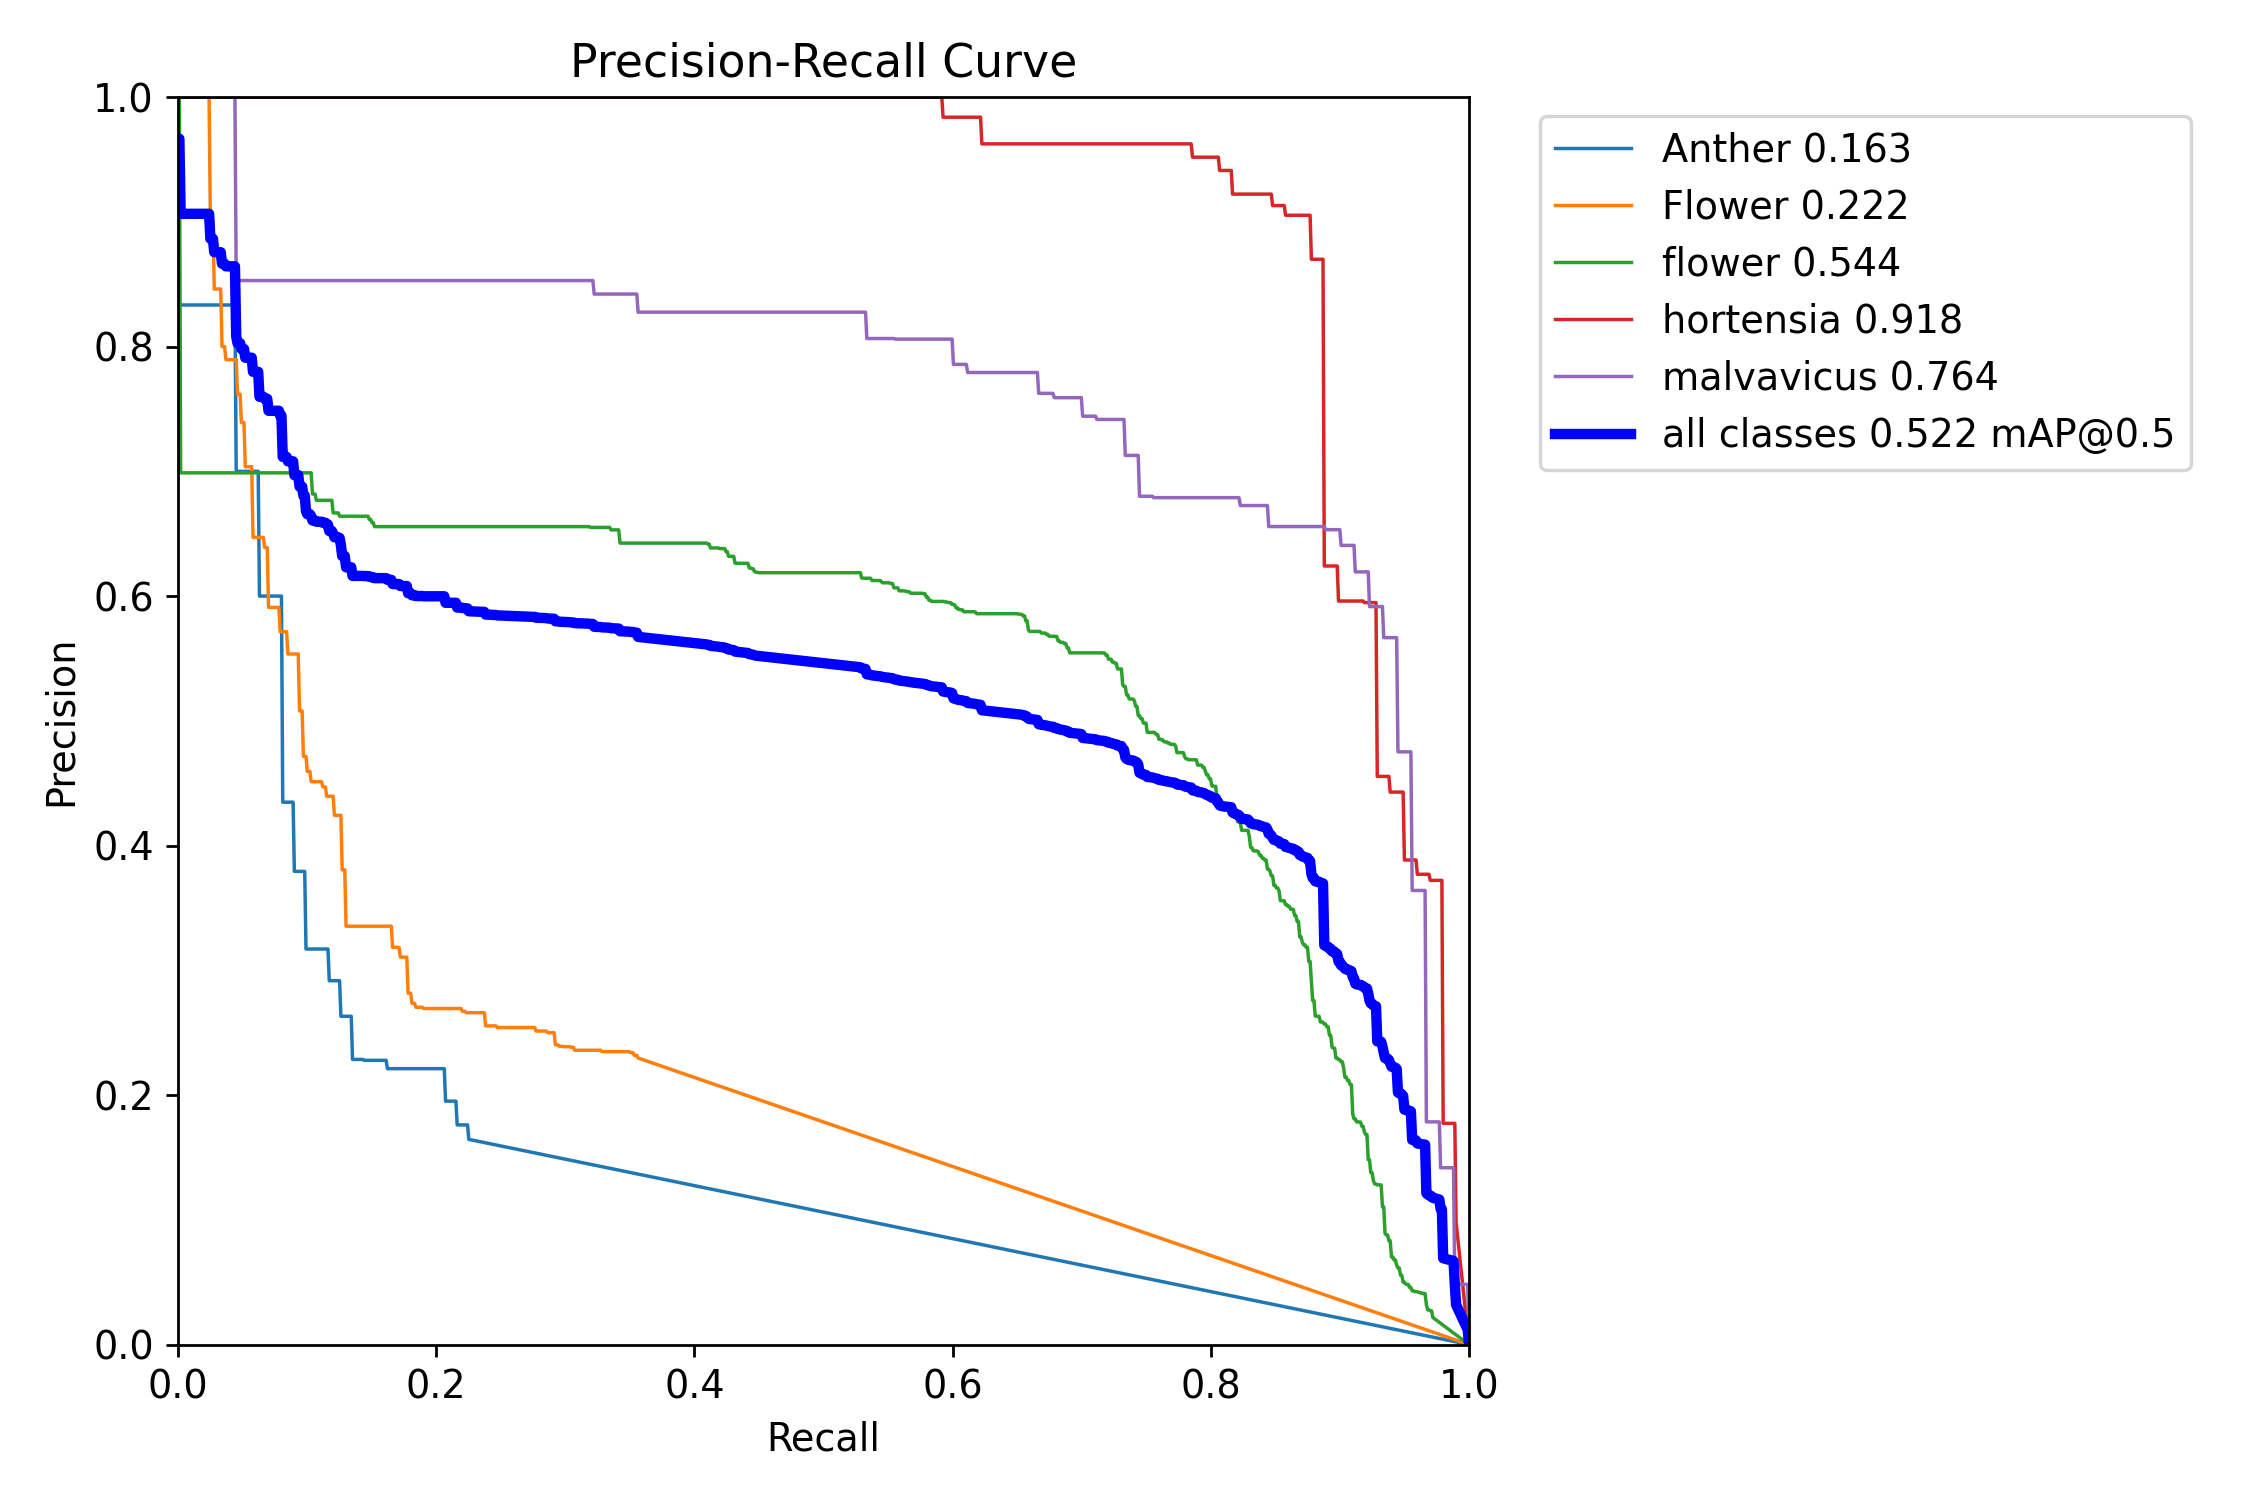 Precision-Recall Curve
1.0
0.8
0.6
0.4
0.2
0.0
Precision
0.0 0.2 0.4 0.6 0.8 1.0
Recall
Anther 0.163
Flower 0.222
flower 0.544
hortensia 0.918
malvavicus 0.764
all classes 0.522 mAP@0.5